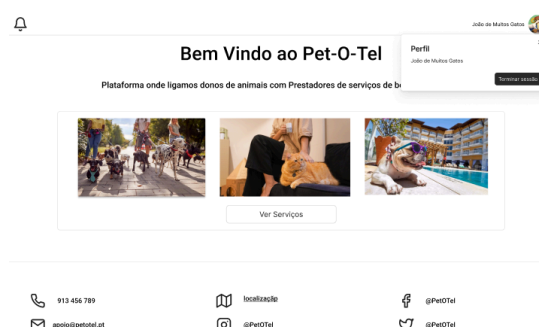 João de Muitos Gatos
Bem Vindo ao Pet-O-Tel
Perfil
João de Muitos Gatos
Terminar sessão
Plataforma onde ligamos donos de animais com Prestadores de serviços de
Ver Serviços
913 456 789
localização
@PetOTel
apoio@petotel.pt
@PetOTel
@PetOTel